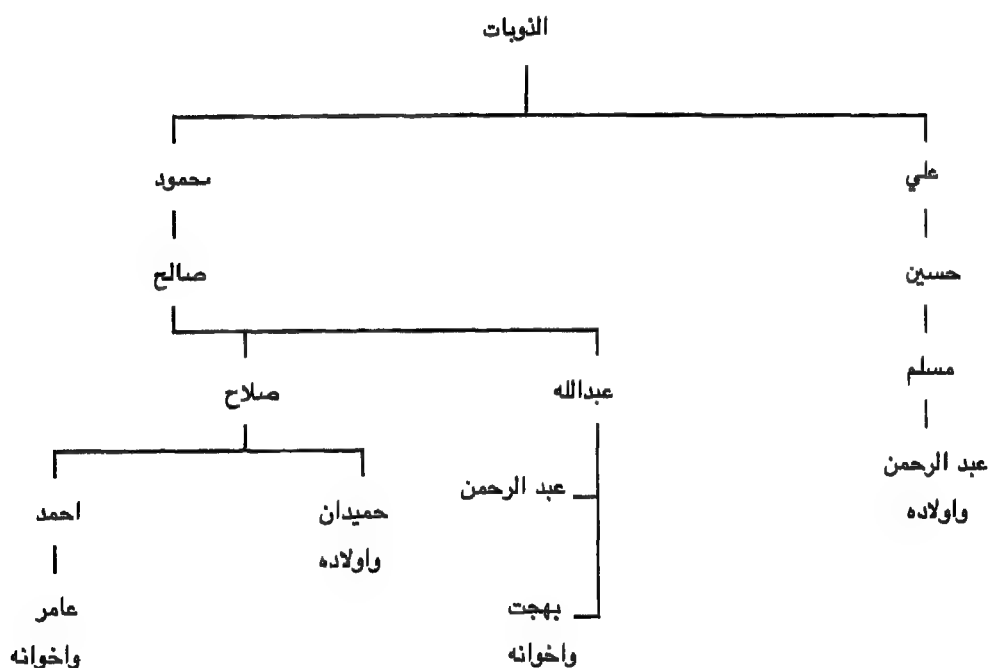 الذوبات
علي
محمود
حسين
صالح
مسلم
عبدالله
صلاح
عبد الرحمن
واولاده
عبد الرحمن
حميدان
واولاده
احمد
بهجت
واخوانه
عامر
واخوانه